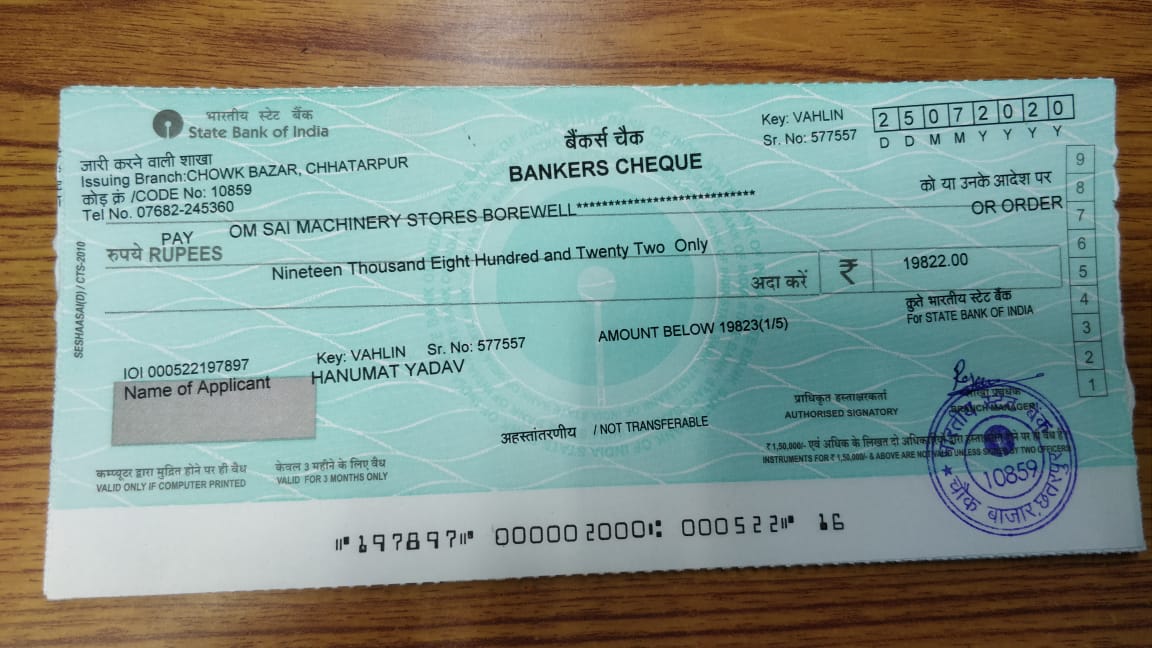 भारतीय स्टेट बैंक
State Bank of India
जारी करने वाली शाखा
Issuing Branch:CHOWK BAZAR, CHHATARPUR
कोड़ क्रं /CODE No: 10859
Tel No. 07682-245360
बैंकर्स चैक
BANKERS CHEQUE
Key: VAHLIN
Sr. No: 577557
2 5 0 7 2 0 2 0
D D M M Y Y Y Y
को या उनके आदेश पर
OR ORDER
PAY OM SAI MACHINERY STORES BOREWELL*****************************
रुपये RUPEES
Nineteen Thousand Eight Hundred and Twenty Two Only
अदा करें ₹ 19822.00
9
8
7
6
5
4
3
2
1
कृते भारतीय स्टेट बैंक
For STATE BANK OF INDIA
AMOUNT BELOW 19823(1/5)
SESHAASAI(D) / CTS-2010
IOI 000522197897
Key: VAHLIN Sr. No: 577557
Name of Applicant HANUMAT YADAV
प्राधिकृत हस्ताक्षरकर्ता
AUTHORISED SIGNATORY
शाखा प्रबंधक
BRANCH MANAGER
अहस्तांतरणीय / NOT TRANSFERABLE
₹ 1,50,000/- एवं अधिक के लिखत दो अधिकारियों द्वारा हस्ताक्षरित होने पर ही वैध है
INSTRUMENTS FOR ₹ 1,50,000/- & ABOVE ARE NOT VALID UNLESS SIGNED BY TWO OFFICERS
कम्प्यूटर द्वारा मुद्रित होने पर ही वैध
VALID ONLY IF COMPUTER PRINTED
केवल 3 महीने के लिए वैध
VALID FOR 3 MONTHS ONLY
भारतीय स्टेट बैंक
10859
चौक बाजार, छतरपुर
⑈197897⑈ 000002000⑆ 000522⑈ 16